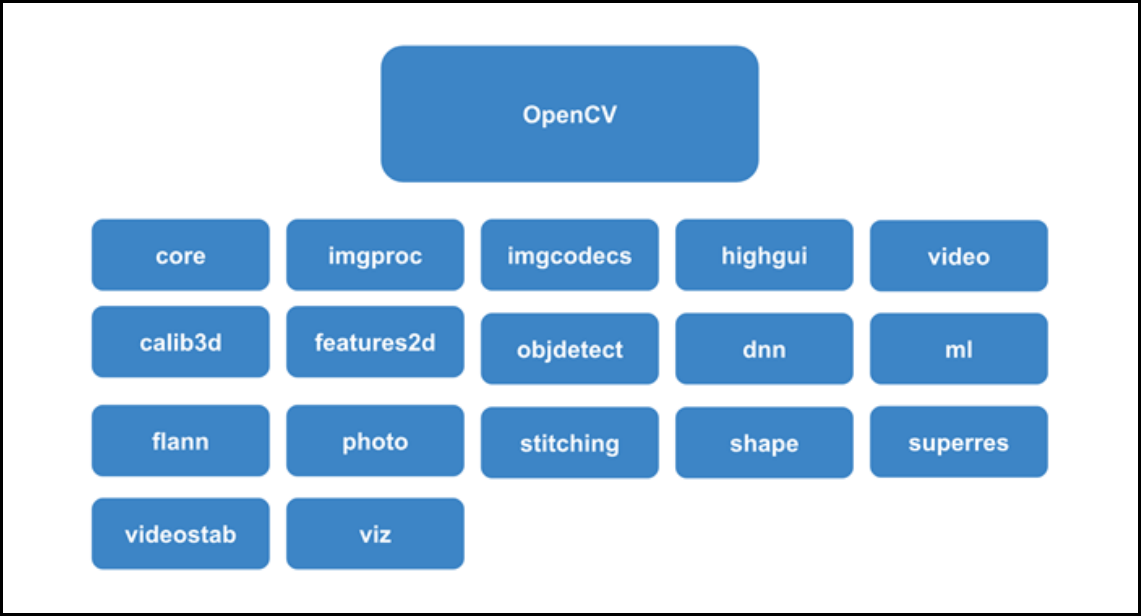 OpenCV
core
imgproc
imgcodecs
highgui
video
calib3d
features2d
objdetect
dnn
ml
flann
photo
stitching
shape
superres
videostab
viz